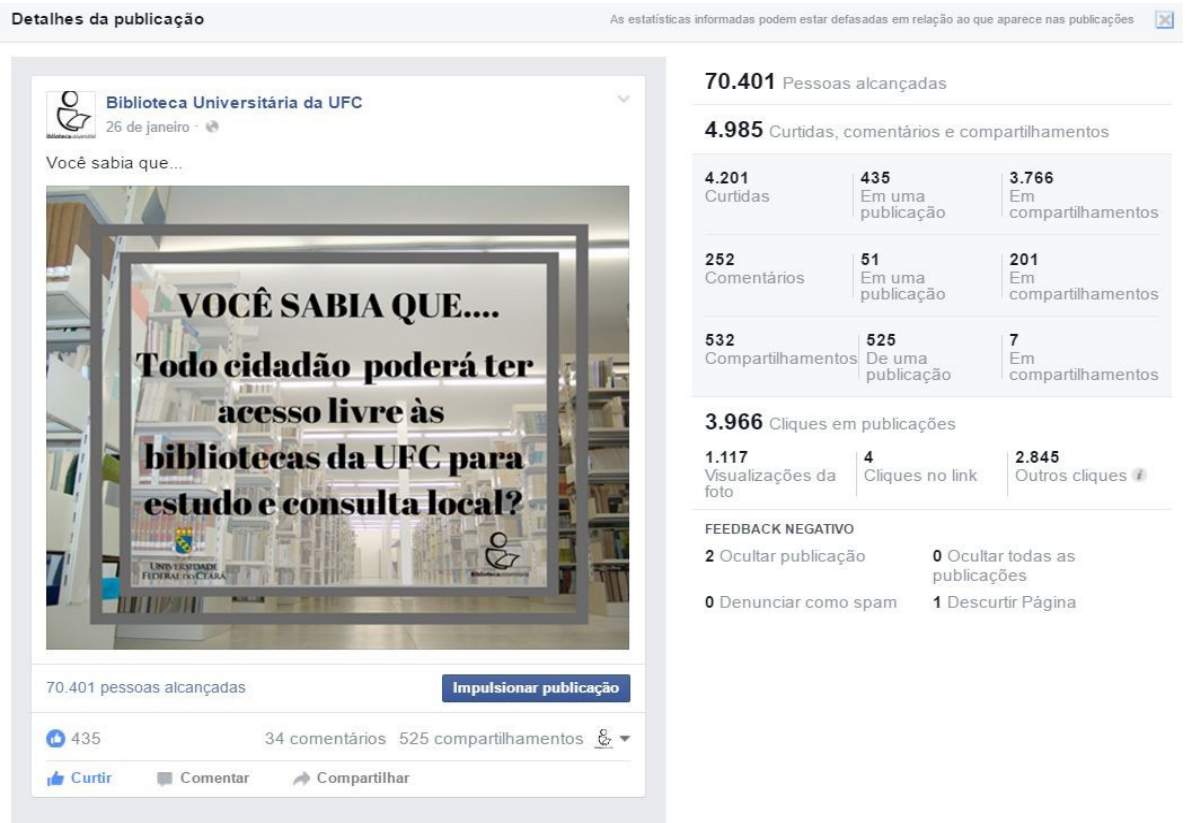 Detalhes da publicação
As estatísticas informadas podem estar defasadas em relação ao que aparece nas publicações
Biblioteca Universitária da UFC
26 de janeiro ·
Você sabia que...
VOCÊ SABIA QUE....
Todo cidadão poderá ter
acesso livre às
bibliotecas da UFC para
estudo e consulta local?
UNIVERSIDADE
FEDERAL DO CEARÁ
70.401 pessoas alcançadas
Impulsionar publicação
435
34 comentários 525 compartilhamentos
Curtir Comentar Compartilhar
70.401 Pessoas alcançadas
4.985 Curtidas, comentários e compartilhamentos
4.201
Curtidas
435
Em uma
publicação
3.766
Em
compartilhamentos
252
Comentários
51
Em uma
publicação
201
Em
compartilhamentos
532
Compartilhamentos
525
De uma
publicação
7
Em
compartilhamentos
3.966 Cliques em publicações
1.117
Visualizações da
foto
4
Cliques no link
2.845
Outros cliques
FEEDBACK NEGATIVO
2 Ocultar publicação
0 Ocultar todas as
publicações
0 Denunciar como spam
1 Descurtir Página